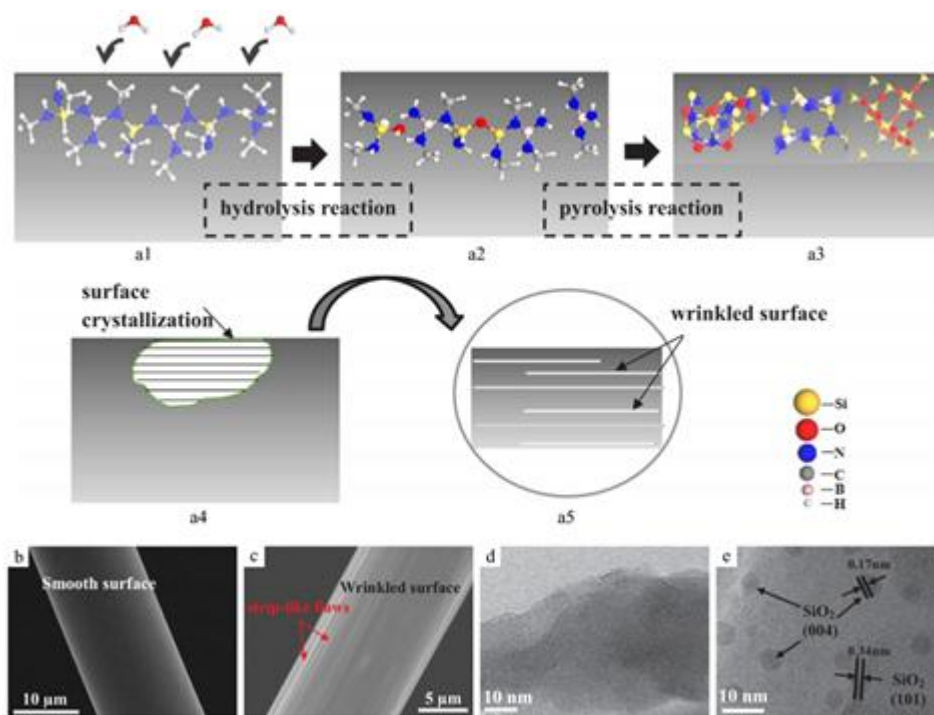 hydrolysis reaction
pyrolysis reaction
a1
a2
a3
surface
crystallization
wrinkled surface
Si
O
N
C
B
H
a4
a5
b
Smooth surface
10 μm
c
Wrinkled surface
strip-like flaws
5 μm
d
10 nm
e
0.17nm
SiO₂
(004)
0.34nm
SiO₂
(101)
10 nm